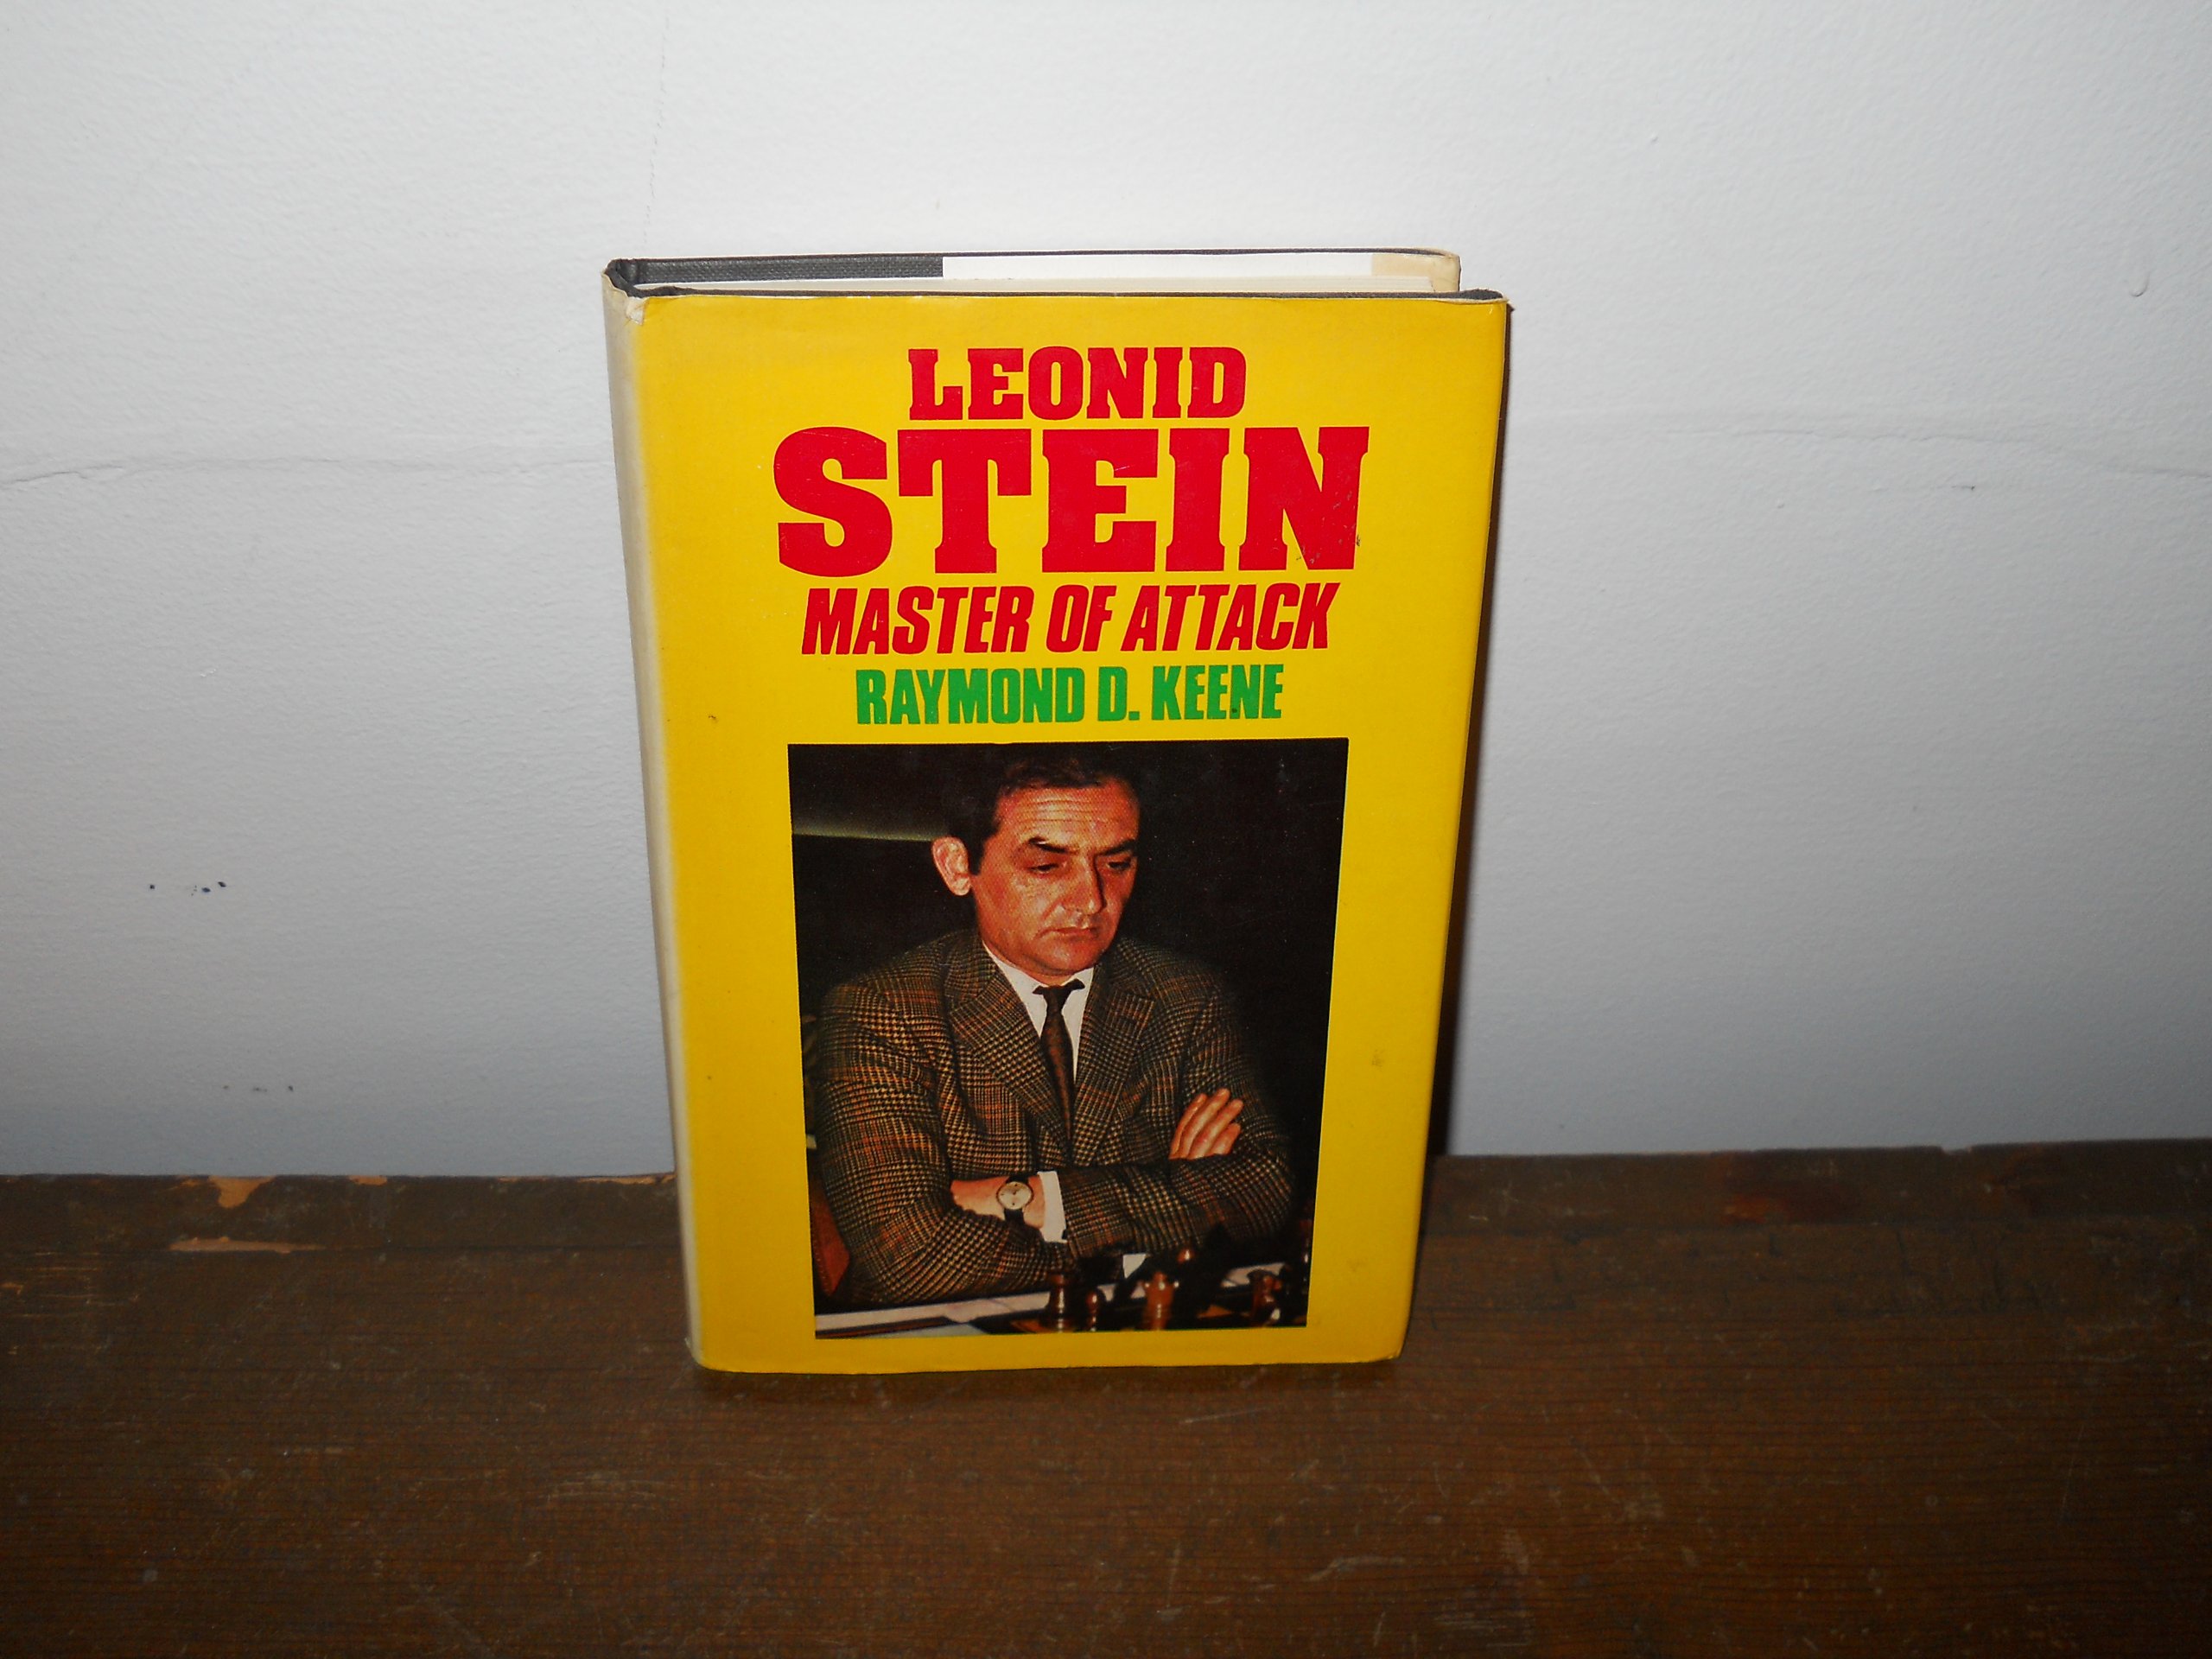 LEONID
STEIN
MASTER OF ATTACK
RAYMOND D. KEENE